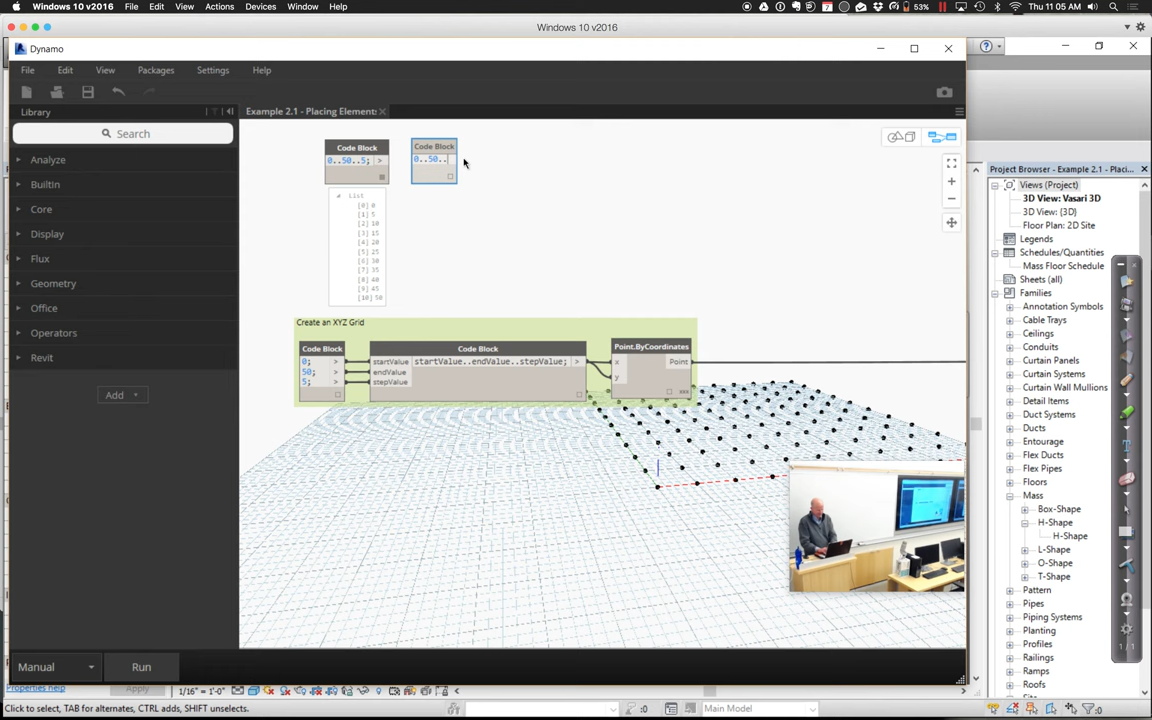 Windows 10 v2016 File Edit View Actions Devices Window Help
53% Thu 11:05 AM
Windows 10 v2016
Dynamo
File Edit View Packages Settings Help
Library
Example 2.1 - Placing Element:
Search
Analyze
BuiltIn
Core
Display
Flux
Geometry
Office
Operators
Revit
Add
Code Block
0..50..5; >
List
[0] 0
[1] 5
[2] 10
[3] 15
[4] 20
[5] 25
[6] 30
[7] 35
[8] 40
[9] 45
[10] 50
Code Block
0..50..
Create an XYZ Grid
Code Block
0; >
50; >
5; >
Code Block
startValue startValue..endValue..stepValue; >
endValue
stepValue
Point.ByCoordinates
x Point
y
Manual Run
Properties help Apply
1/16" = 1'-0"
Click to select, TAB for alternates, CTRL adds, SHIFT unselects.
:0
Main Model
:0
Project Browser - Example 2.1 - Placi...
Views (Project)
3D View: Vasari 3D
3D View: {3D}
Floor Plan: 2D Site
Legends
Schedules/Quantities
Mass Floor Schedule
Sheets (all)
Families
Annotation Symbols
Cable Trays
Ceilings
Conduits
Curtain Panels
Curtain Systems
Curtain Wall Mullions
Detail Items
Duct Systems
Ducts
Entourage
Flex Ducts
Flex Pipes
Floors
Mass
Box-Shape
H-Shape
H-Shape
L-Shape
O-Shape
T-Shape
Pattern
Pipes
Piping Systems
Planting
Profiles
Railings
Ramps
Roofs
1 / 1